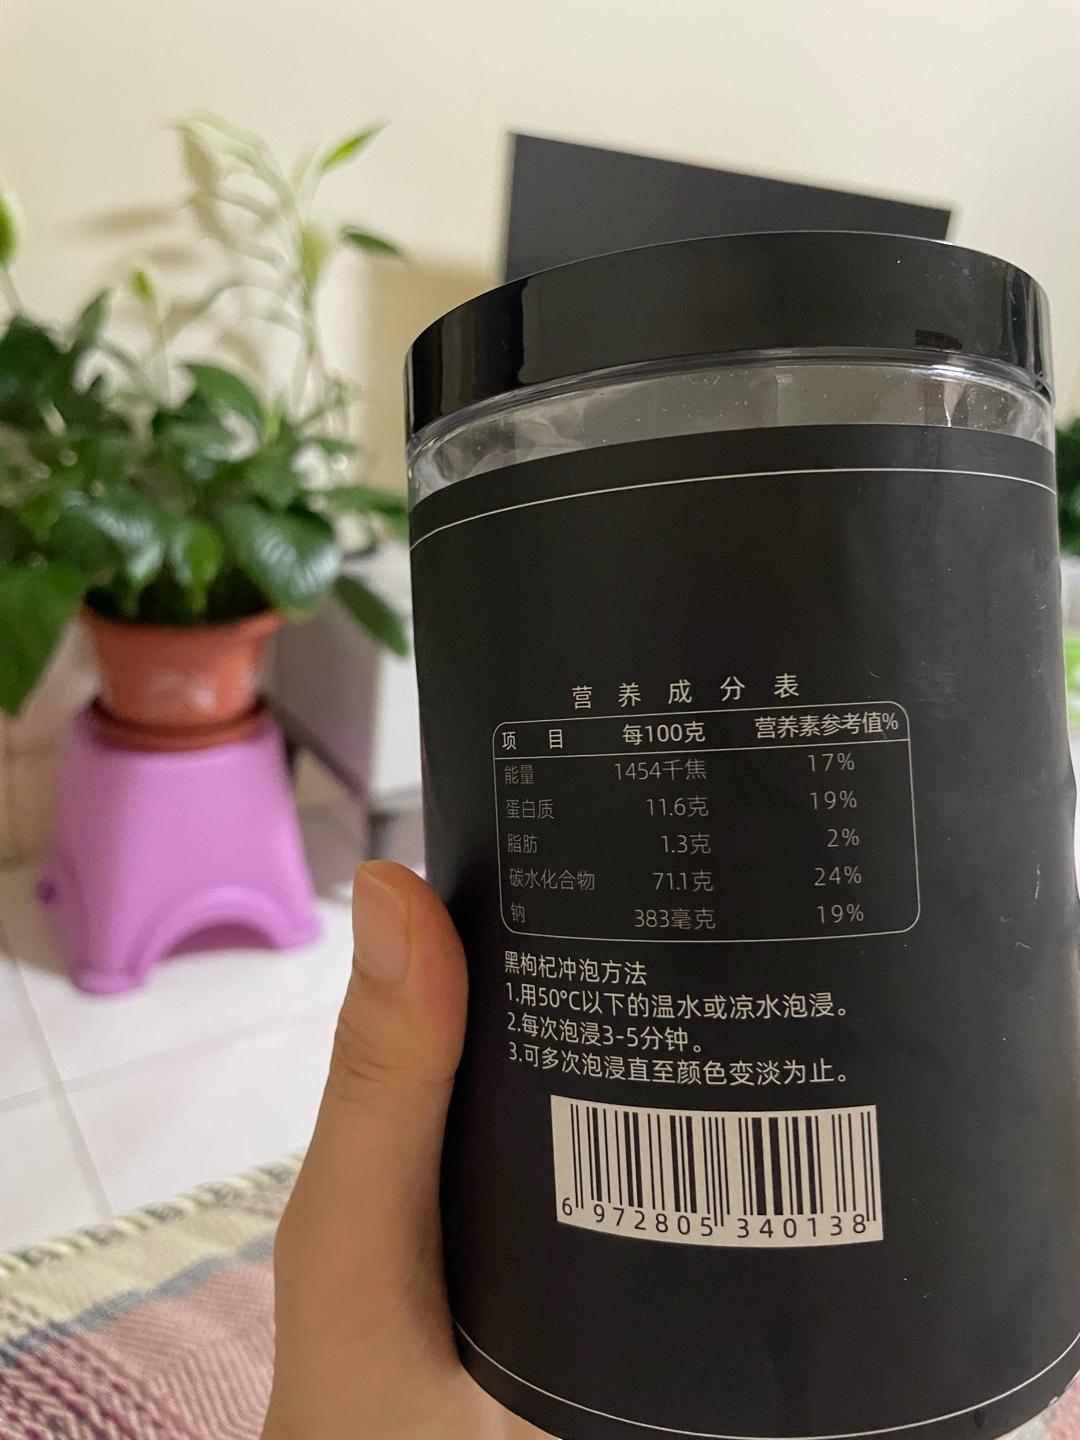 营养成分表
项 目 每100克 营养素参考值%
能量 1454千焦 17%
蛋白质 11.6克 19%
脂肪 1.3克 2%
碳水化合物 71.1克 24%
钠 383毫克 19%
黑枸杞冲泡方法
1.用50°C以下的温水或凉水泡浸。
2.每次泡浸3-5分钟。
3.可多次泡浸直至颜色变淡为止。
6 972805 340138